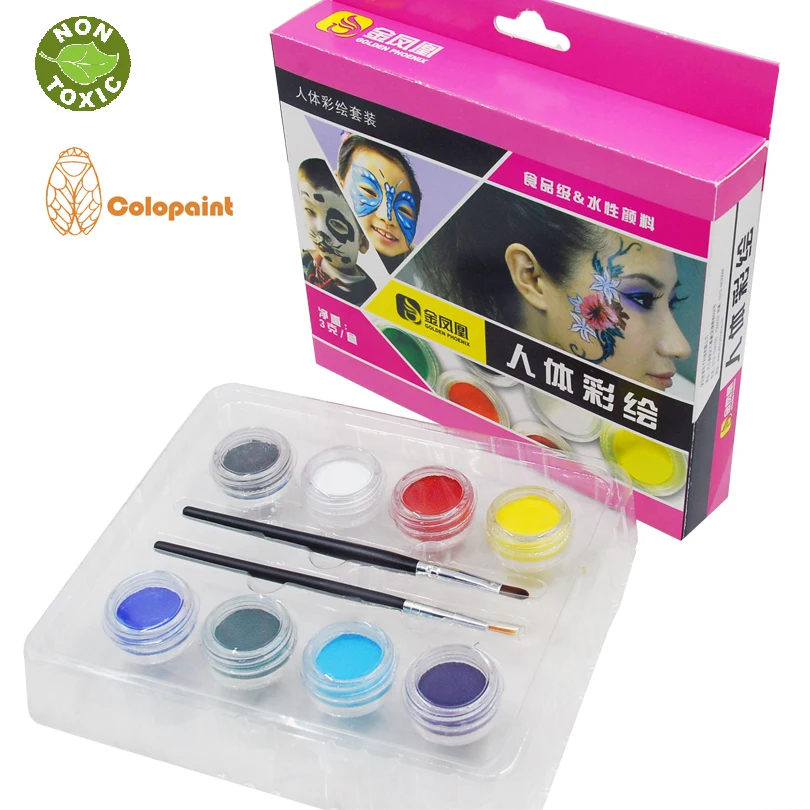 NON
TOXIC
Colopaint
金凤凰
GOLDEN PHOENIX
人体彩绘套装
食品级&水性颜料
净重:
3克/盒
金凤凰
GOLDEN PHOENIX
人体彩绘
人体彩绘